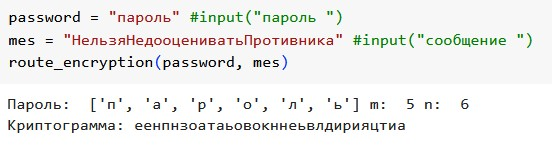 password = "пароль" #input("пароль ")
mes = "НельзяНедооцениватьПротивника" #input("сообщение ")
route_encryption(password, mes)
Пароль:  ['п', 'а', 'р', 'о', 'л', 'ь'] m:  5 n:  6
Криптограмма: еенпнзоатаьовокннеьвлдирияцтиа